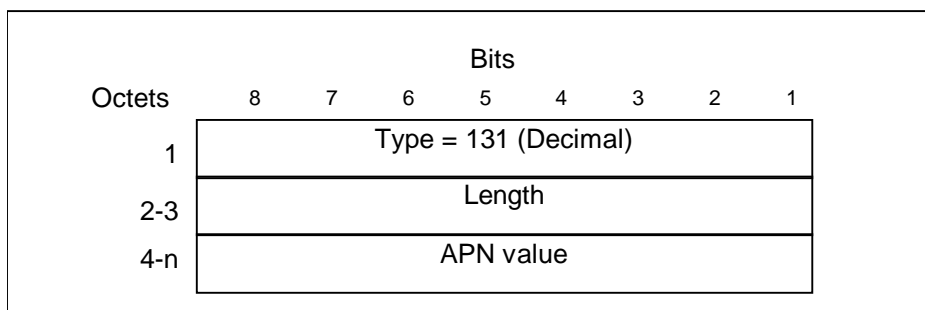 Bits
Octets 8 7 6 5 4 3 2 1
1 Type = 131 (Decimal)
2-3 Length
4-n APN value